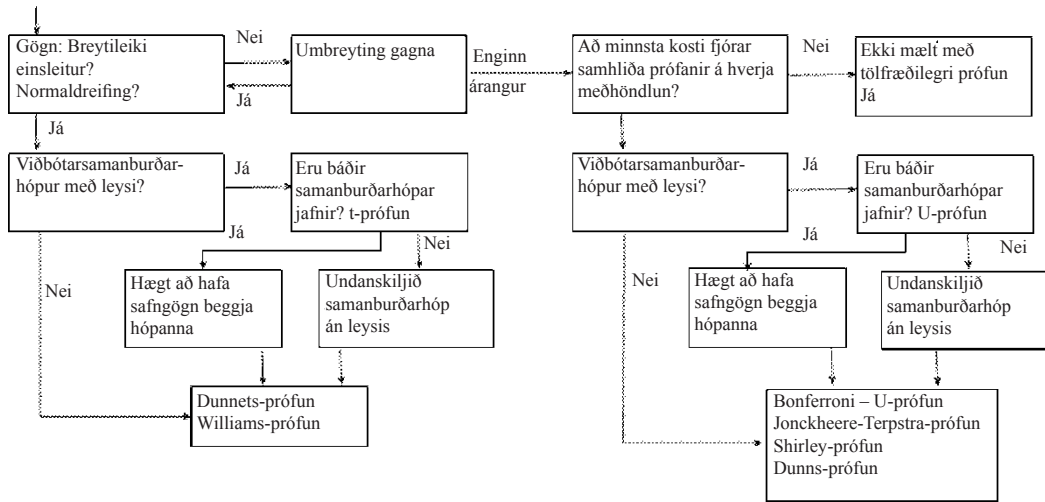 Gögn: Breytileiki
einsleitur?
Normaldreifing?
Nei
Já
Umbreyting gagna
Enginn
árangur
Að minnsta kosti fjórar
samhliða prófanir á hverja
meðhöndlun?
Nei
Ekki mælt með
tölfræðilegri prófun
Já
Já
Viðbótarsamanburðar-
hópur með leysi?
Já
Eru báðir
samanburðarhópar
jafnir? t-prófun
Já
Nei
Nei
Hægt að hafa
safngögn beggja
hópanna
Undanskiljið
samanburðarhóp
án leysis
Dunnets-prófun
Williams-prófun
Viðbótarsamanburðar-
hópur með leysi?
Já
Eru báðir
samanburðarhópar
jafnir? U-prófun
Já
Nei
Nei
Hægt að hafa
safngögn beggja
hópanna
Undanskiljið
samanburðarhóp
án leysis
Bonferroni – U-prófun
Jonckheere-Terpstra-prófun
Shirley-prófun
Dunns-prófun